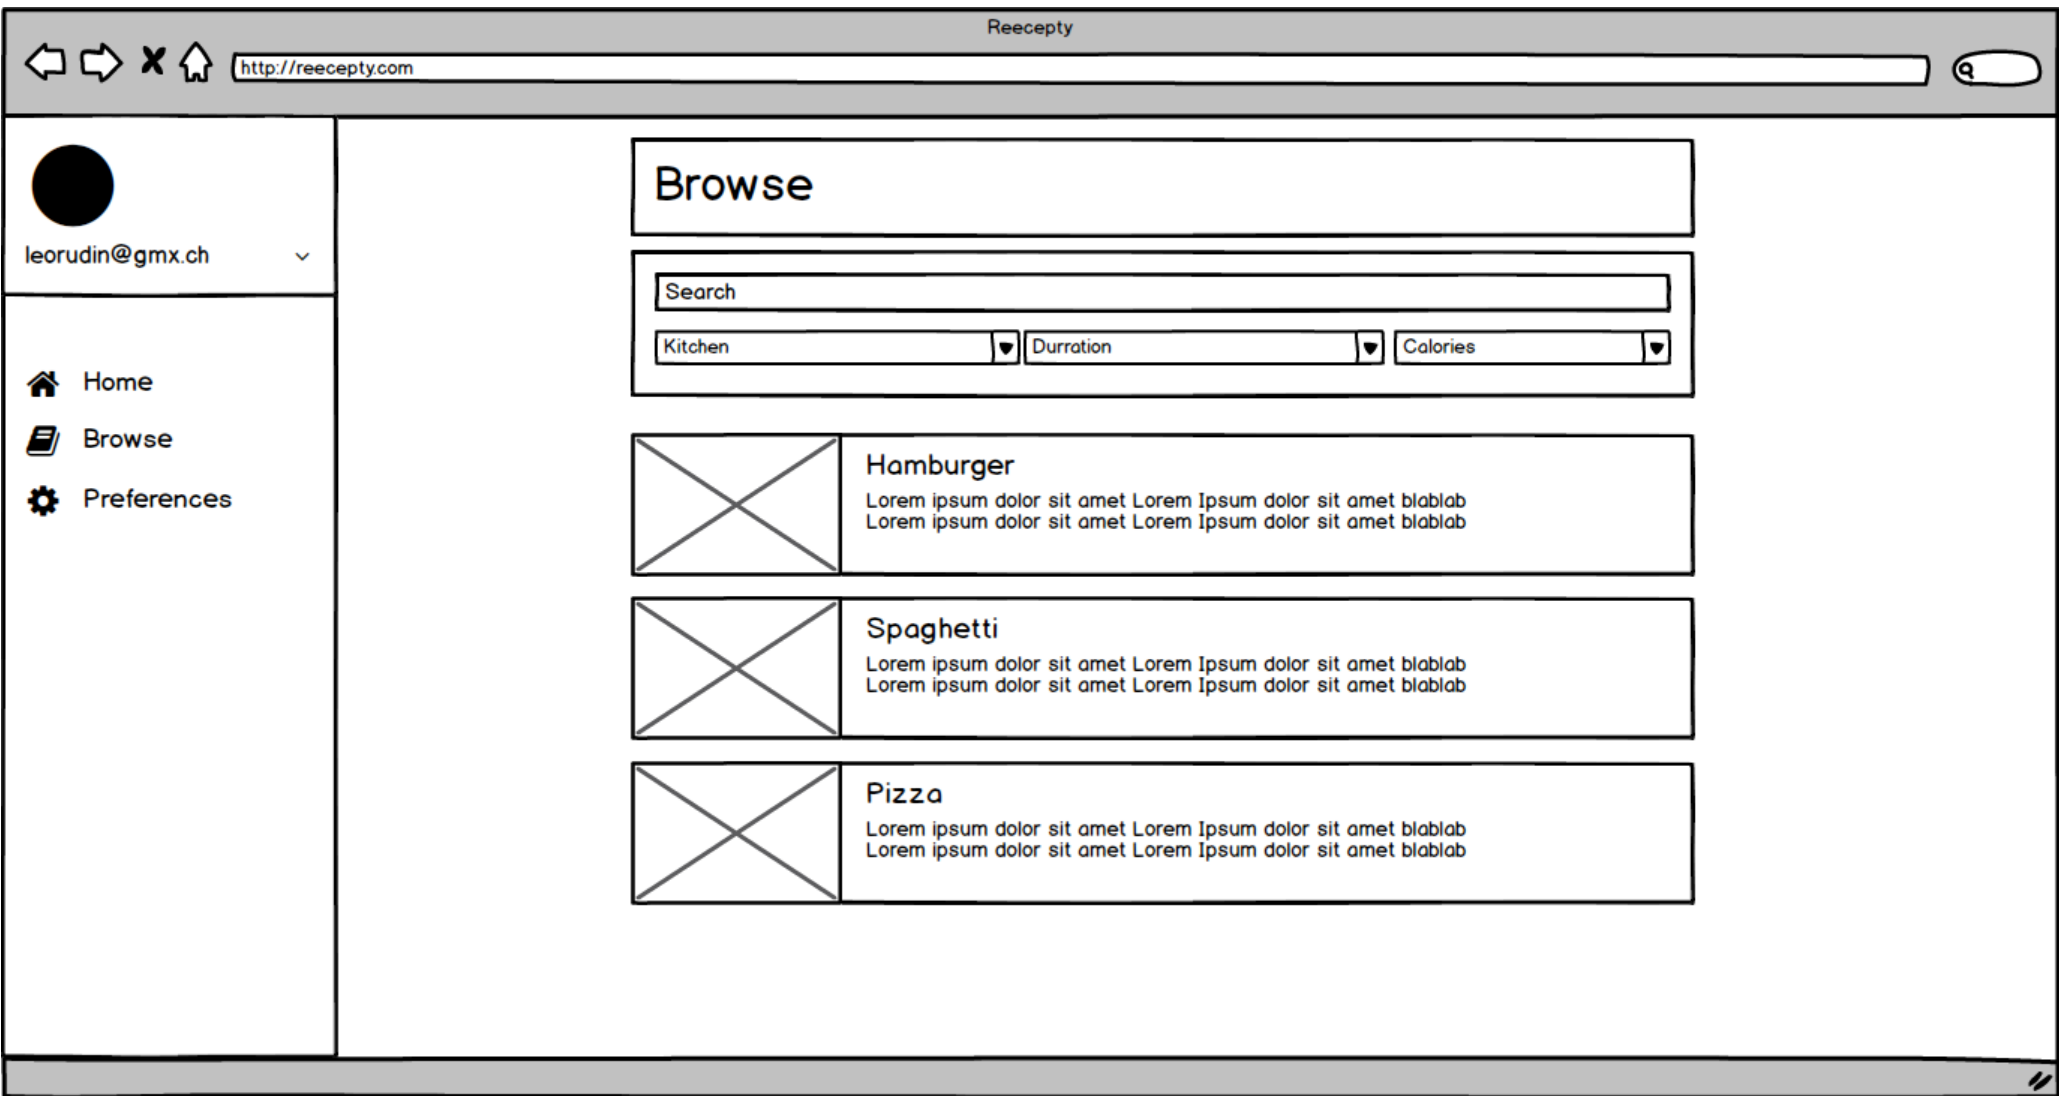 Reecepty
http://reecepty.com
leorudin@gmx.ch
Home
Browse
Preferences
Browse
Search
Kitchen
Durration
Calories
Hamburger
Lorem ipsum dolor sit amet Lorem Ipsum dolor sit amet blablab
Lorem ipsum dolor sit amet Lorem Ipsum dolor sit amet blablab
Spaghetti
Lorem ipsum dolor sit amet Lorem Ipsum dolor sit amet blablab
Lorem ipsum dolor sit amet Lorem Ipsum dolor sit amet blablab
Pizza
Lorem ipsum dolor sit amet Lorem Ipsum dolor sit amet blablab
Lorem ipsum dolor sit amet Lorem Ipsum dolor sit amet blablab